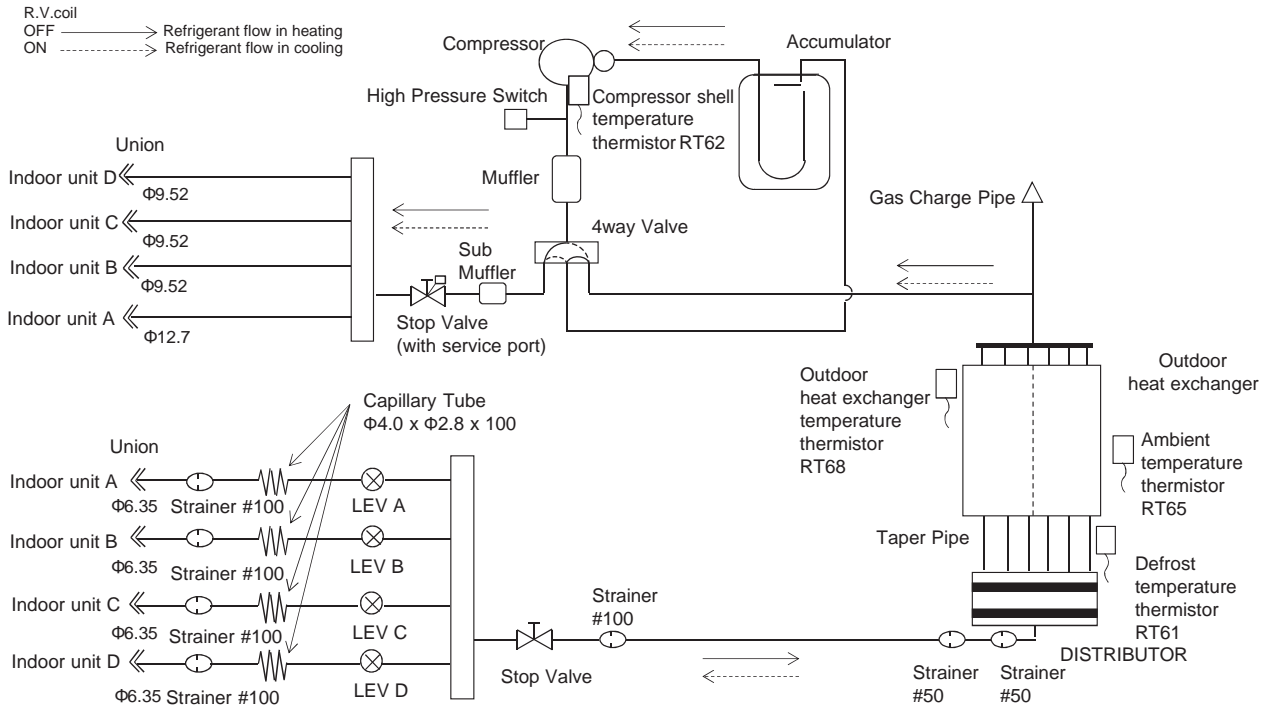 R.V.coil
OFF Refrigerant flow in heating
ON Refrigerant flow in cooling
Compressor
Accumulator
High Pressure Switch
Compressor shell
temperature
thermistor RT62
Union
Indoor unit D
Φ9.52
Indoor unit C
Φ9.52
Indoor unit B
Φ9.52
Indoor unit A
Φ12.7
Muffler
4way Valve
Sub
Muffler
Stop Valve
(with service port)
Gas Charge Pipe
Outdoor
heat exchanger
Outdoor
heat exchanger
temperature
thermistor
RT68
Ambient
temperature
thermistor
RT65
Taper Pipe
Defrost
temperature
thermistor
RT61
DISTRIBUTOR
Capillary Tube
Φ4.0 x Φ2.8 x 100
Union
Indoor unit A
Φ6.35 Strainer #100 LEV A
Indoor unit B
Φ6.35 Strainer #100 LEV B
Indoor unit C
Φ6.35 Strainer #100 LEV C
Indoor unit D
Φ6.35 Strainer #100 LEV D
Stop Valve
Strainer
#100
Strainer
#50
Strainer
#50